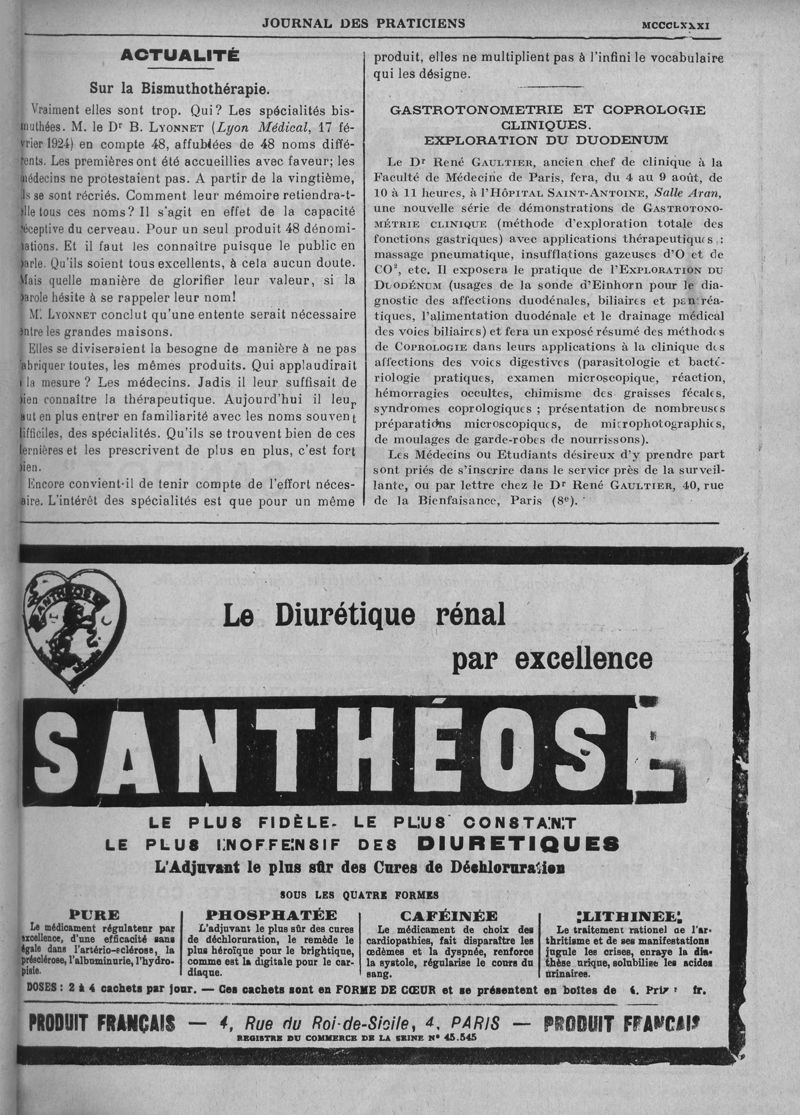 JOURNAL DES PRATICIENS
MCCCLXXXI
ACTUALITÉ
Sur la Bismuthothérapie.
Vraiment elles sont trop. Qui? Les spécialités bis-
muthées. M. le Dr B. LYONNET (Lyon Médical, 17 fé-
vrier 1924) en compte 48, affublées de 48 noms diffé-
rents. Les premières ont été accueillies avec faveur; les
médecins ne protestaient pas. A partir de la vingtième,
ils se sont récriés. Comment leur mémoire retiendra-t-
elle tous ces noms? Il s'agit en effet de la capacité
réceptive du cerveau. Pour un seul produit 48 dénomi-
nations. Et il faut les connaître puisque le public en
parle. Qu'ils soient tous excellents, à cela aucun doute.
Mais quelle manière de glorifier leur valeur, si la
parole hésite à se rappeler leur nom!
M. LYONNET conclut qu'une entente serait nécessaire
entre les grandes maisons.
Elles se diviseraient la besogne de manière à ne pas
fabriquer toutes, les mêmes produits. Qui applaudirait
à la mesure? Les médecins. Jadis il leur suffisait de
bien connaître la thérapeutique. Aujourd'hui il leur
faut en plus entrer en familiarité avec les noms souvent
difficiles, des spécialités. Qu'ils se trouvent bien de ces
dernières et les prescrivent de plus en plus, c'est fort
bien.
Encore convient-il de tenir compte de l'effort néces-
saire. L'intérêt des spécialités est que pour un même
produit, elles ne multiplient pas à l'infini le vocabulaire
qui les désigne.
GASTROTONOMETRIE ET COPROLOGIE
CLINIQUES.
EXPLORATION DU DUODENUM
Le Dr René GAULTIER, ancien chef de clinique à la
Faculté de Médecine de Paris, fera, du 4 au 9 août, de
10 à 11 heures, à l'HÔPITAL SAINT-ANTOINE, Salle Aran,
une nouvelle série de démonstrations de GASTROTONO-
MÉTRIE CLINIQUE (méthode d'exploration totale des
fonctions gastriques) avec applications thérapeutiques :
massage pneumatique, insufflations gazeuses d'O et de
CO², etc. Il exposera le pratique de l'EXPLORATION DU
DUODÉNUM (usages de la sonde d'Einhorn pour le dia-
gnostic des affections duodénales, biliaires et pancréa-
tiques, l'alimentation duodénale et le drainage médical
des voies biliaires) et fera un exposé résumé des méthodes
de COPROLOGIE dans leurs applications à la clinique des
affections des voies digestives (parasitologie et bacté-
riologie pratiques, examen microscopique, réaction,
hémorragies occultes, chimisme des graisses fécales,
syndromes coprologiques ; présentation de nombreuses
préparations microscopiques, de microphotographies,
de moulages de garde-robes de nourrissons).
Les Médecins ou Etudiants désireux d'y prendre part
sont priés de s'inscrire dans le service près de la surveil-
lante, ou par lettre chez le Dr René GAULTIER, 40, rue
de la Bienfaisance, Paris (8e).
SANTHEOSE
Le Diurétique rénal
par excellence
SANTHÉOSE
LE PLUS FIDÈLE - LE PLUS CONSTANT
LE PLUS INOFFENSIF DES DIURETIQUES
L'Adjuvant le plus sûr des Cures de Déchloruration
SOUS LES QUATRE FORMES
PURE
Le médicament régulateur par
excellence, d'une efficacité sans
égale dans l'artério-sclérose, la
présclérose, l'albuminurie, l'hydro-
pisie.
PHOSPHATÉE
L'adjuvant le plus sûr des cures
de déchloruration, le remède le
plus héroïque pour le brightique,
comme est la digitale pour le car-
diaque.
CAFÉINÉE
Le médicament de choix des
cardiopathies, fait disparaître les
œdèmes et la dyspnée, renforce
la systole, régularise le cours du
sang.
LITHINEE
Le traitement rationel de l'ar-
thritisme et de ses manifestations
jugule les crises, enraye la dia-
thèse urique, solubilise les acides
urinaires.
DOSES : 2 à 4 cachets par jour. — Ces cachets sont en FORME DE CŒUR et se présentent en boîtes de Prix fr.
PRODUIT FRANÇAIS — 4, Rue du Roi-de-Sicile, 4, PARIS — PRODUIT FRANCAIS
REGISTRE DU COMMERCE DE LA SEINE N° 45.545